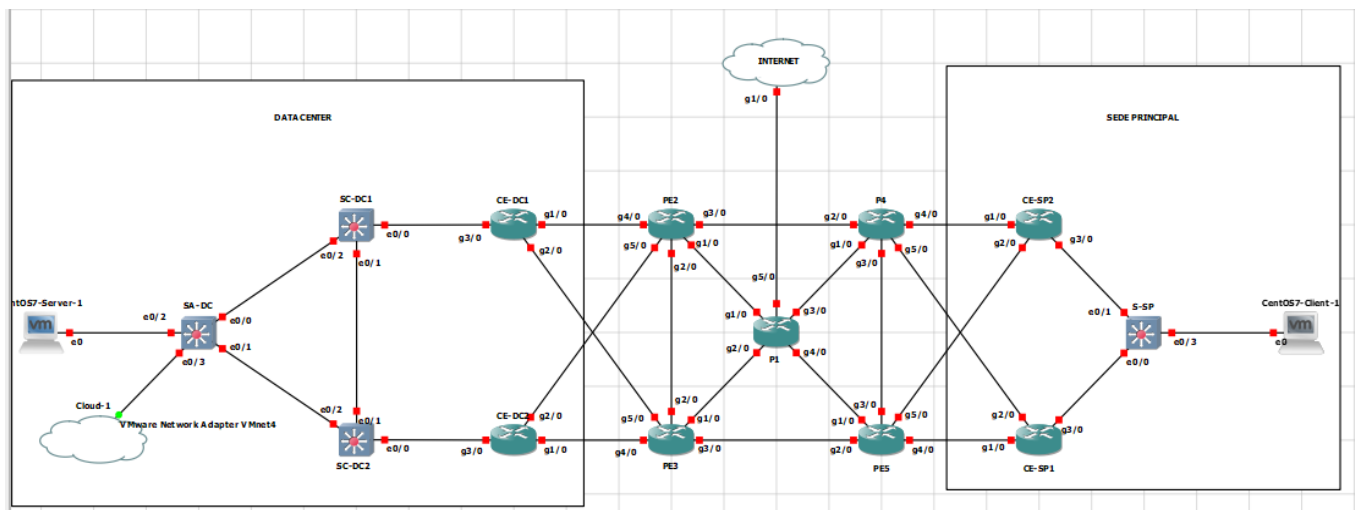 INTERNET
g1/0
DATACENTER
SEDE PRINCIPAL
SC-DC1
CE-DC1
PE2
P4
CE-SP2
g1/0
g4/0
g3/0
g2/0
g4/0
g1/0
e0/0
g3/0
g5/0
g1/0
g1/0
g5/0
g2/0
g3/0
e0/2
e0/1
g2/0
g2/0
g3/0
g5/0
ntOS7-Server-1
SA-DC
S-SP
CentOS7-Client-1
e0/2
e0/0
g1/0
g3/0
e0/1
e0
e0/1
g2/0
P1
g4/0
e0/3
e0
e0/3
e0/0
Cloud-1
VMware Network Adapter VMnet4
e0/2
e0/1
CE-DC2
g2/0
g5/0
g2/0
g1/0
g3/0
g1/0
g5/0
g2/0
g3/0
e0/0
g3/0
g1/0
g4/0
g3/0
g2/0
g4/0
g1/0
SC-DC2
PE3
PE5
CE-SP1